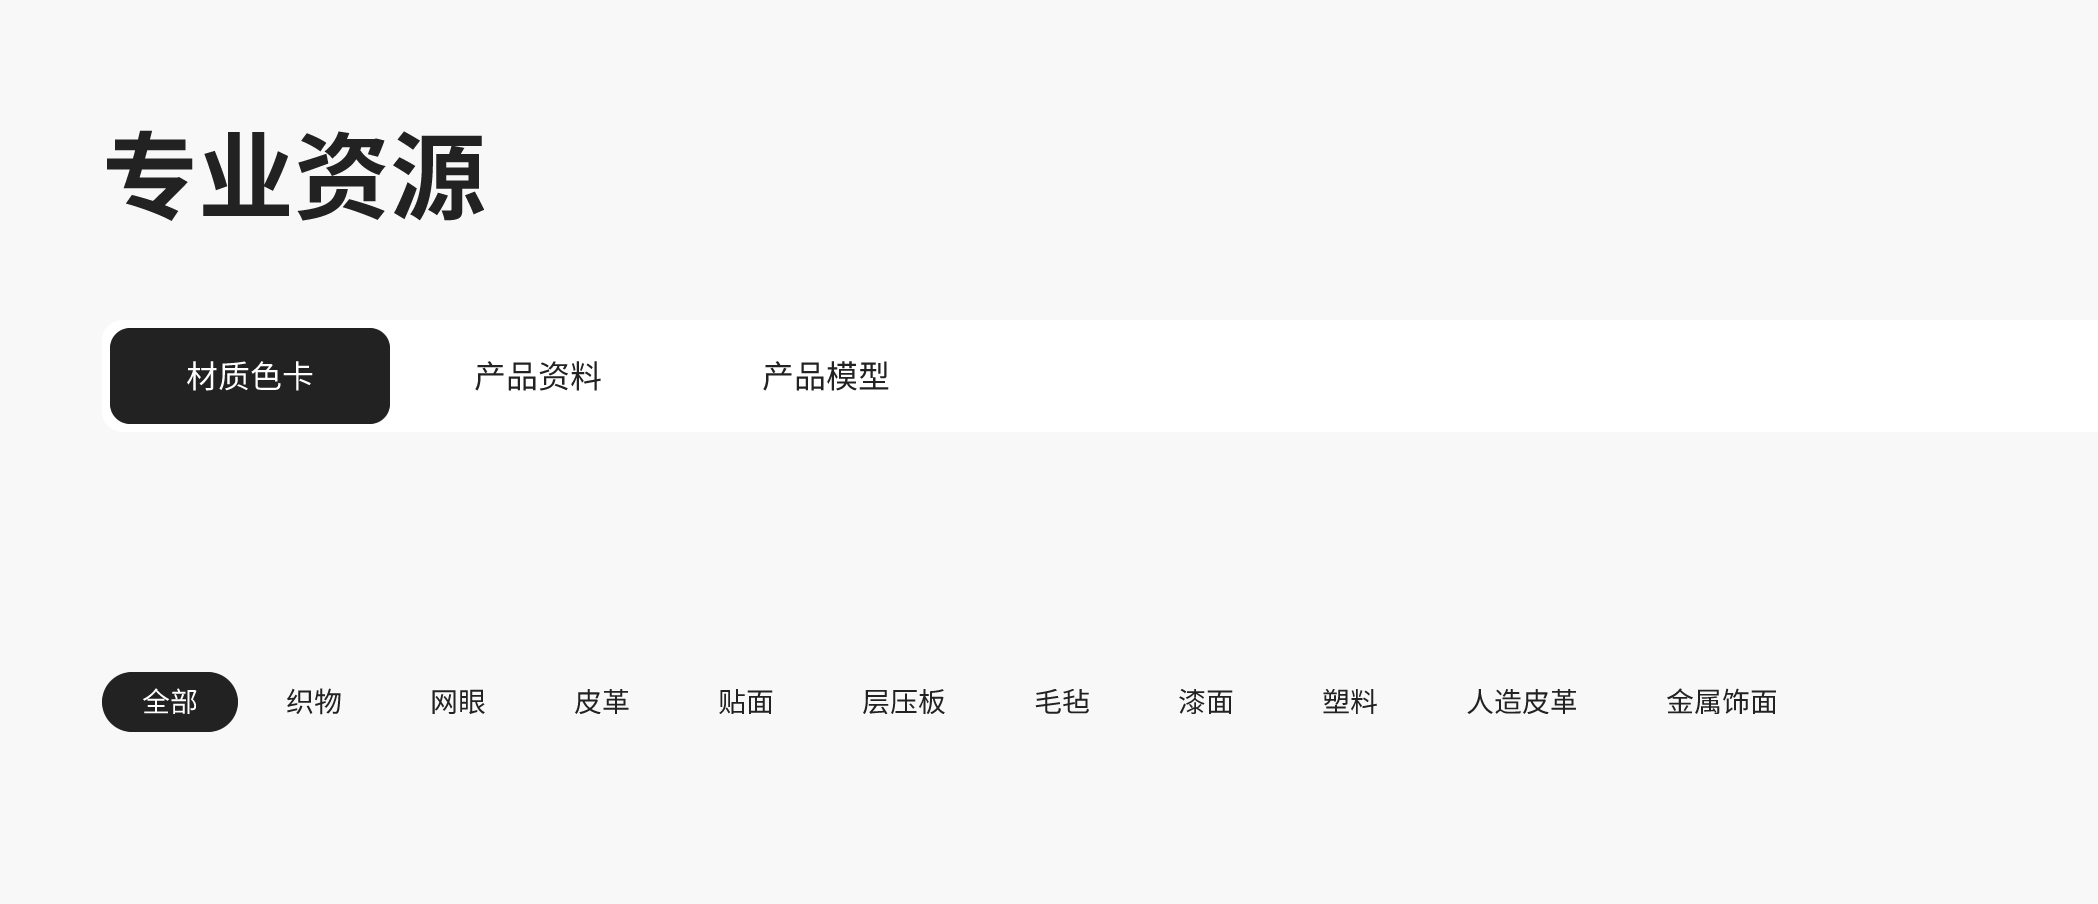 专业资源
材质色卡 产品资料 产品模型
全部 织物 网眼 皮革 贴面 层压板 毛毡 漆面 塑料 人造皮革 金属饰面